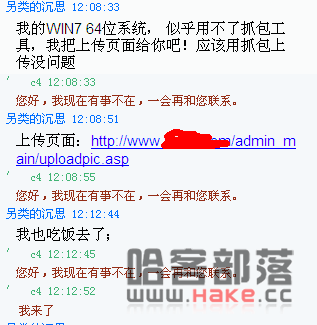 另类的沉思 12:08:33
我的WIN7 64位系统， 似乎用不了抓包工
具，我把上传页面给你吧！应该用抓包上
传没问题
c4 12:08:33
您好，我现在有事不在，一会再和您联系。
另类的沉思 12:08:51
上传页面：http://www.    .com/admin_m
ain/uploadpic.asp
c4 12:08:55
您好，我现在有事不在，一会再和您联系。
另类的沉思 12:12:44
我也吃饭去了；
c4 12:12:45
您好，我现在有事不在，一会再和您联系。
c4 12:12:52
我来了
哈客部落
www.Hake.cc